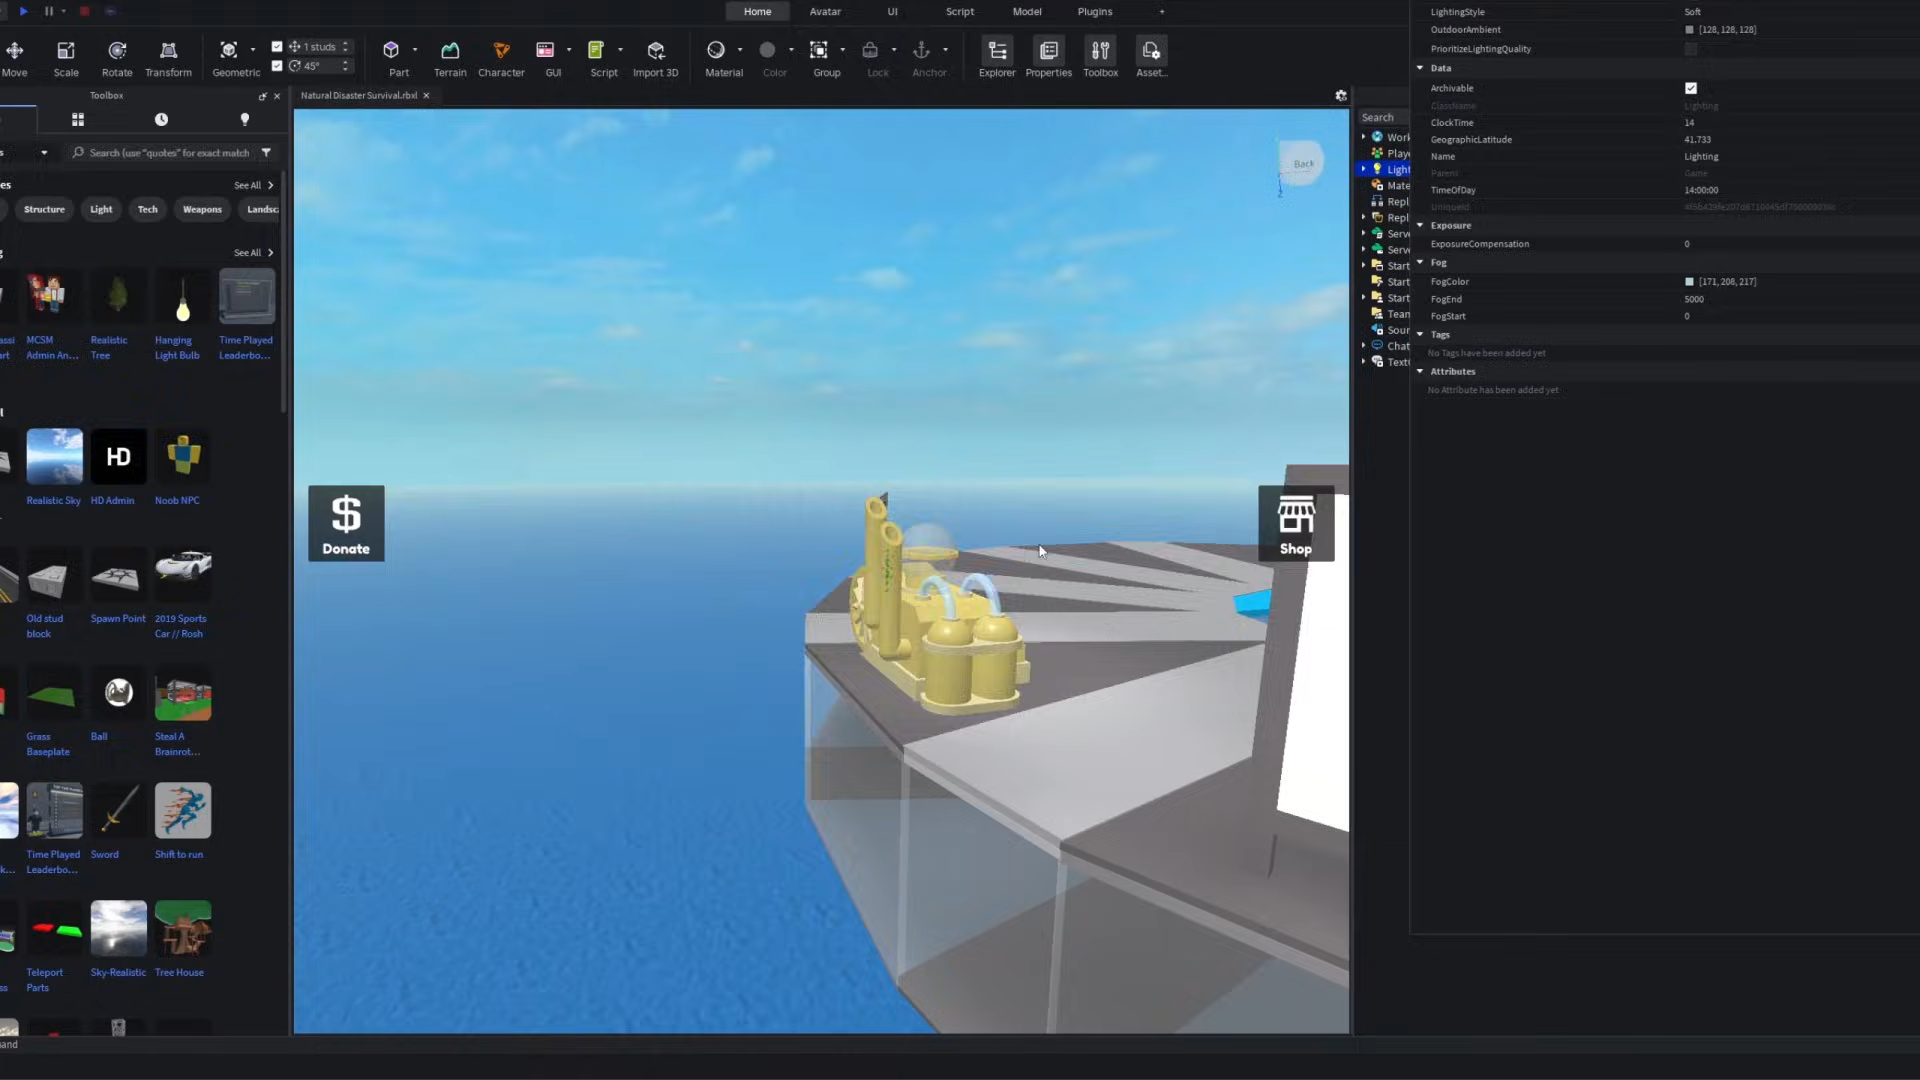 Home
Avatar
UI
Script
Model
Plugins
+
Move
Scale
Rotate
Transform
Geometric
1 studs
45°
Part
Terrain
Character
GUI
Script
Import 3D
Material
Color
Group
Lock
Anchor
Explorer
Properties
Toolbox
Asset...
Toolbox
Natural Disaster Survival.rbxl
Search (use "quotes" for exact match
See All
Structure
Light
Tech
Weapons
See All
MCSM
Admin An...
Realistic
Tree
Hanging
Light Bulb
Time Played
Leaderbo...
Realistic Sky
HD
HD Admin
Noob NPC
Old stud
block
Spawn Point
2019 Sports
Car // Rosh
Grass
Baseplate
Ball
Steal A
Brainrot...
Time Played
Leaderbo...
Sword
Shift to run
Teleport
Parts
Sky-Realistic
Tree House
Back
$
Donate
Shop
Search
LightingStyle
Soft
OutdoorAmbient
[128, 128, 128]
PrioritizeLightingQuality
Data
Archivable
ClassName
Lighting
ClockTime
14
GeographicLatitude
41.733
Name
Lighting
Parent
Game
TimeOfDay
14:00:00
UniqueId
Exposure
ExposureCompensation
0
Fog
FogColor
[171, 208, 217]
FogEnd
5000
FogStart
0
Tags
No Tags have been added yet
Attributes
No Attribute has been added yet